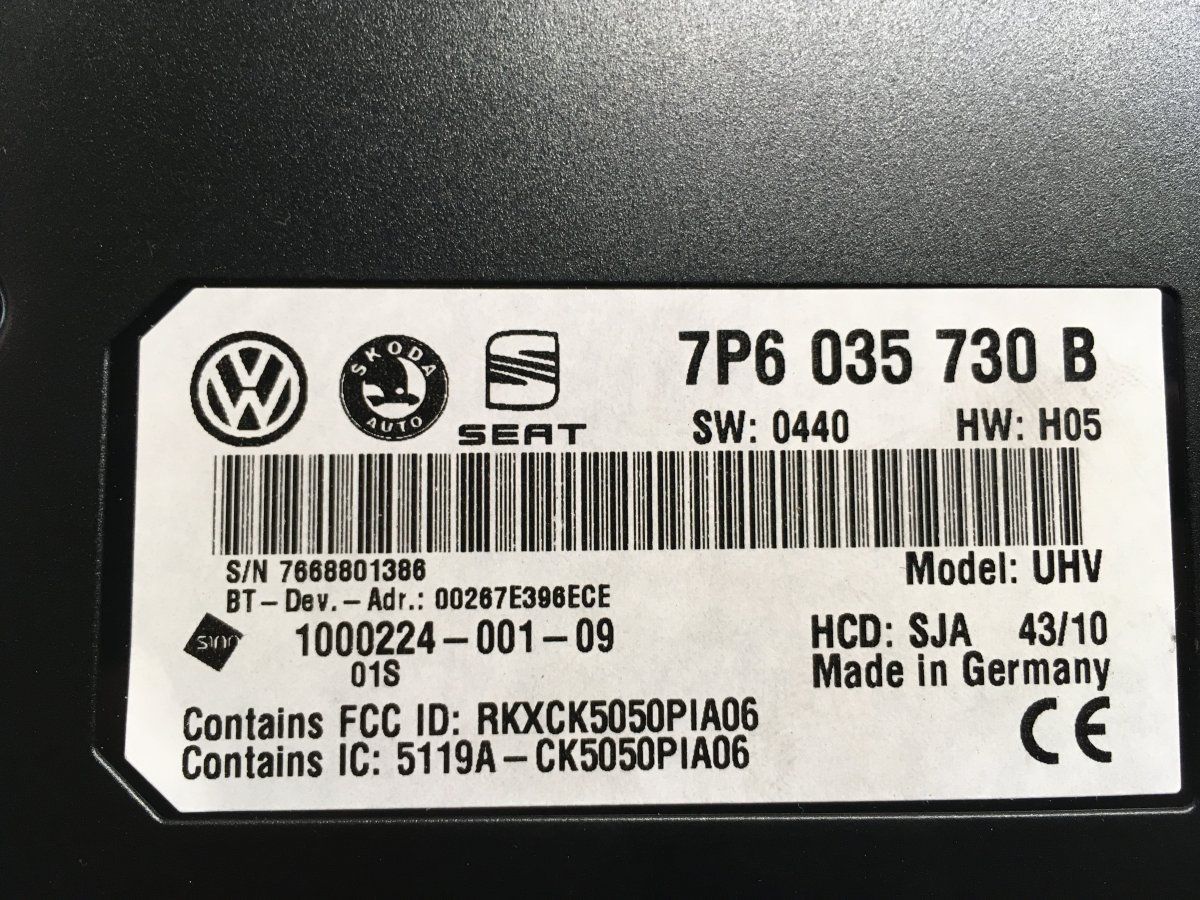 7P6 035 730 B
SKODA
AUTO
SEAT
SW: 0440 HW: H05
S/N 7668801386
Model: UHV
BT-Dev.-Adr.: 00267E396ECE
1000224-001-09
HCD: SJA 43/10
01S
Made in Germany
Contains FCC ID: RKXCK5050PIA06
Contains IC: 5119A-CK5050PIA06
CE